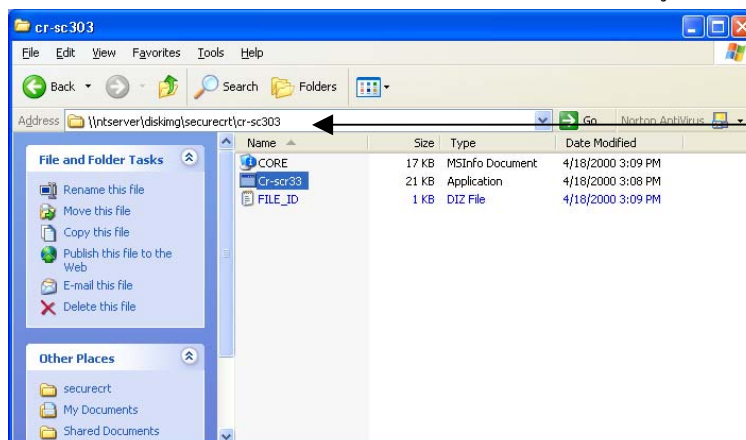 cr-sc303
File Edit View Favorites Tools Help
Back Search Folders
Address \\ntserver\diskimg\securecrt\cr-sc303 Go Norton AntiVirus
Name Size Type Date Modified
CORE 17 KB MSInfo Document 4/18/2000 3:09 PM
Cr-scr33 21 KB Application 4/18/2000 3:08 PM
FILE_ID 1 KB DIZ File 4/18/2000 3:09 PM
File and Folder Tasks
Rename this file
Move this file
Copy this file
Publish this file to the
Web
E-mail this file
Delete this file
Other Places
securecrt
My Documents
Shared Documents